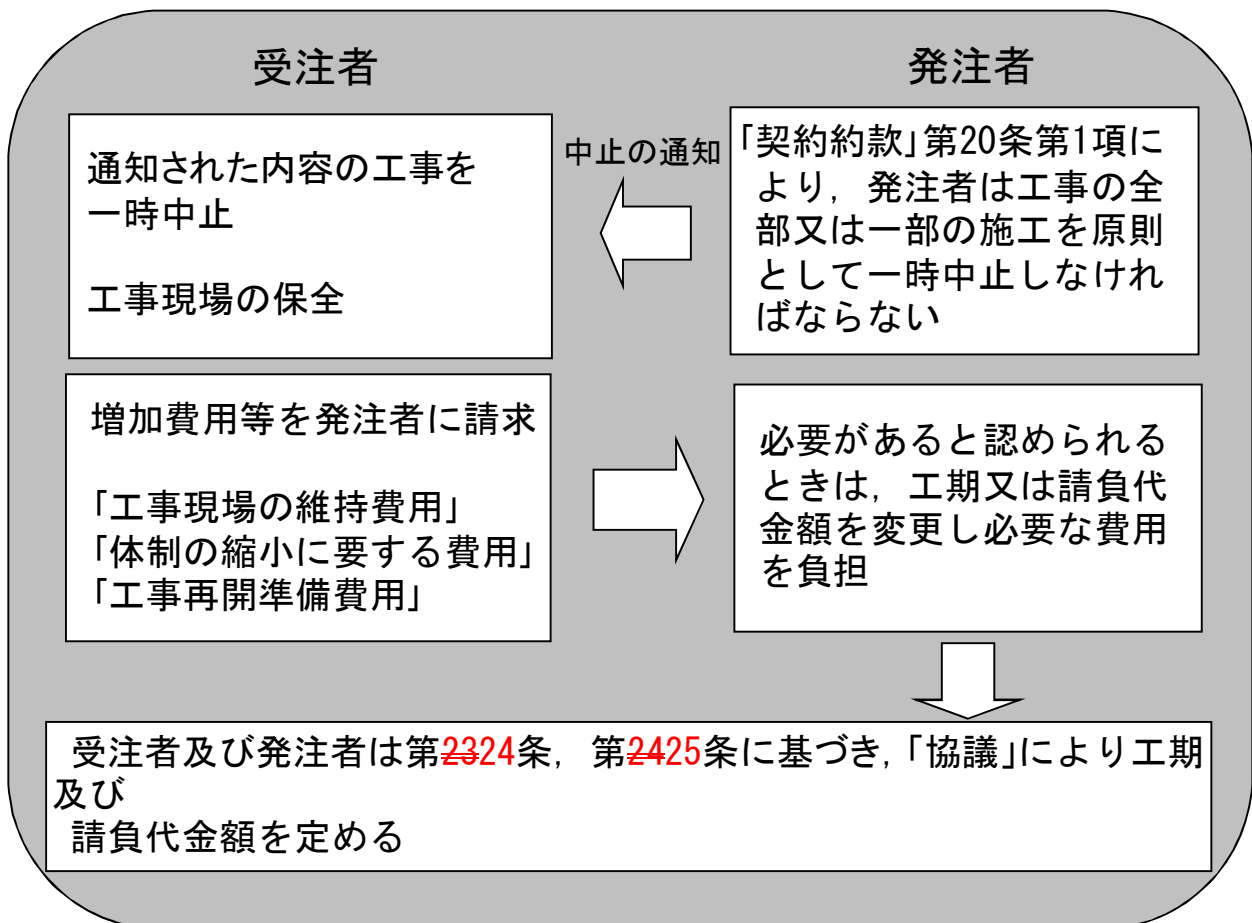 受注者
発注者
通知された内容の工事を
一時中止
工事現場の保全
中止の通知
「契約約款」第20条第1項に
より，発注者は工事の全
部又は一部の施工を原則
として一時中止しなけれ
ばならない
増加費用等を発注者に請求
「工事現場の維持費用」
「体制の縮小に要する費用」
「工事再開準備費用」
必要があると認められる
ときは，工期又は請負代
金額を変更し必要な費用
を負担
受注者及び発注者は第2324条，第2425条に基づき，「協議」により工期
及び
請負代金額を定める